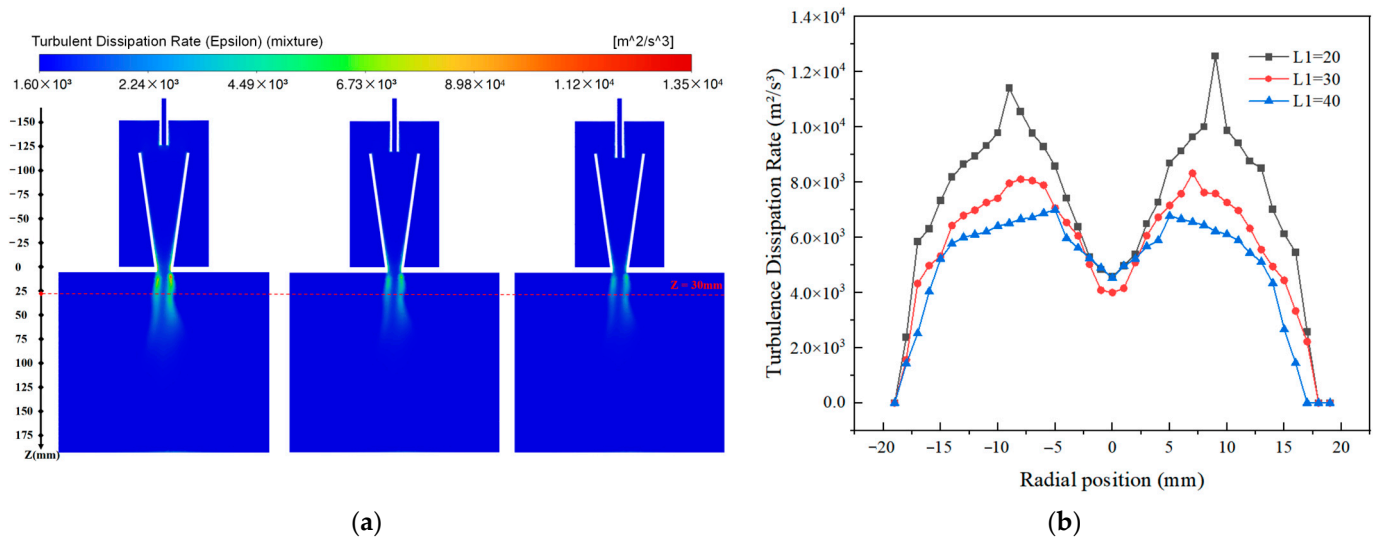 Turbulent Dissipation Rate (Epsilon) (mixture) [m^2/s^3]
1.60×10³ 2.24×10³ 4.49×10³ 6.73×10³ 8.98×10⁴ 1.12×10⁴ 1.35×10⁴
−150
−125
−100
−75
−50
−25
0
25
Z = 30mm
50
75
100
125
150
175
Z(mm)
(a)
Turbulence Dissipation Rate (m²/s³)
1.4×10⁴
1.2×10⁴
1.0×10⁴
8.0×10³
6.0×10³
4.0×10³
2.0×10³
0.0
L1=20
L1=30
L1=40
−20 −15 −10 −5 0 5 10 15 20
Radial position (mm)
(b)